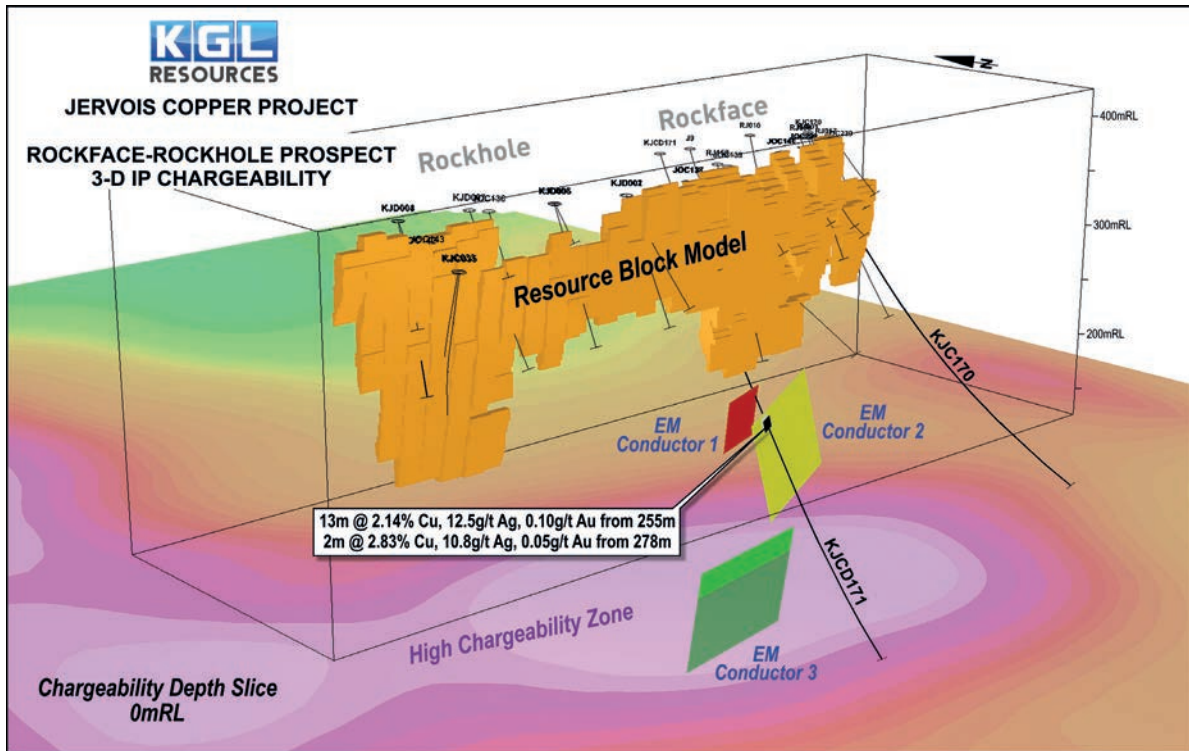 KGL
RESOURCES
JERVOIS COPPER PROJECT
ROCKFACE-ROCKHOLE PROSPECT
3-D IP CHARGEABILITY
N
Rockhole
Rockface
400mRL
300mRL
200mRL
KJCD171
J9
RJ010
KJD008
KJC136
KJD002
KJC035
Resource Block Model
KJC170
EM
Conductor 1
EM
Conductor 2
13m @ 2.14% Cu, 12.5g/t Ag, 0.10g/t Au from 255m
2m @ 2.83% Cu, 10.8g/t Ag, 0.05g/t Au from 278m
KJCD171
High Chargeability Zone
EM
Conductor 3
Chargeability Depth Slice
0mRL